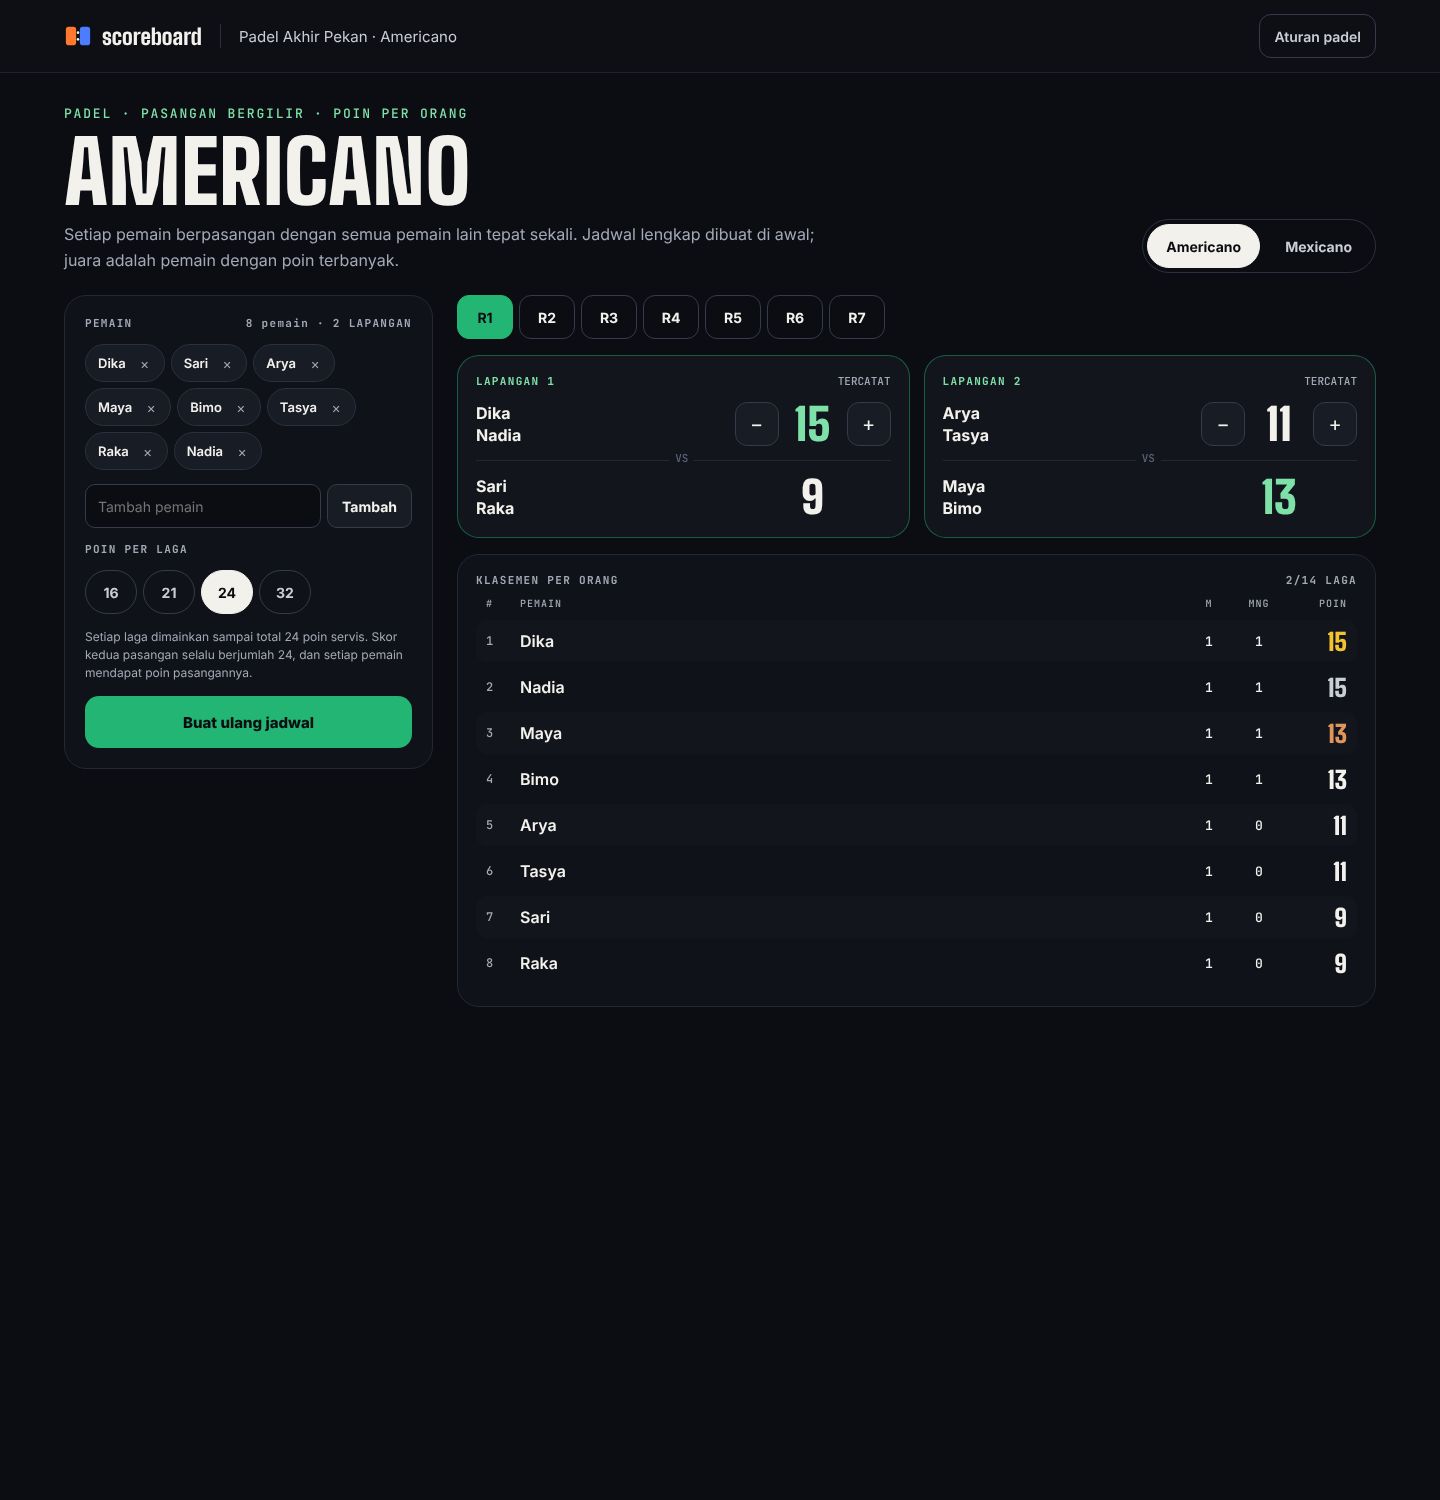 scoreboard
Padel Akhir Pekan · Americano
Aturan padel
PADEL · PASANGAN BERGILIR · POIN PER ORANG
AMERICANO
Setiap pemain berpasangan dengan semua pemain lain tepat sekali. Jadwal lengkap dibuat di awal;
juara adalah pemain dengan poin terbanyak.
Americano
Mexicano
PEMAIN
8 pemain · 2 LAPANGAN
Dika ×
Sari ×
Arya ×
Maya ×
Bimo ×
Tasya ×
Raka ×
Nadia ×
Tambah pemain
Tambah
POIN PER LAGA
16 21 24 32
Setiap laga dimainkan sampai total 24 poin servis. Skor
kedua pasangan selalu berjumlah 24, dan setiap pemain
mendapat poin pasangannya.
Buat ulang jadwal
R1 R2 R3 R4 R5 R6 R7
LAPANGAN 1 TERCATAT
Dika
Nadia
− 15 +
VS
Sari
Raka
9
LAPANGAN 2 TERCATAT
Arya
Tasya
− 11 +
VS
Maya
Bimo
13
KLASEMEN PER ORANG 2/14 LAGA
# PEMAIN M MNG POIN
1 Dika 1 1 15
2 Nadia 1 1 15
3 Maya 1 1 13
4 Bimo 1 1 13
5 Arya 1 0 11
6 Tasya 1 0 11
7 Sari 1 0 9
8 Raka 1 0 9